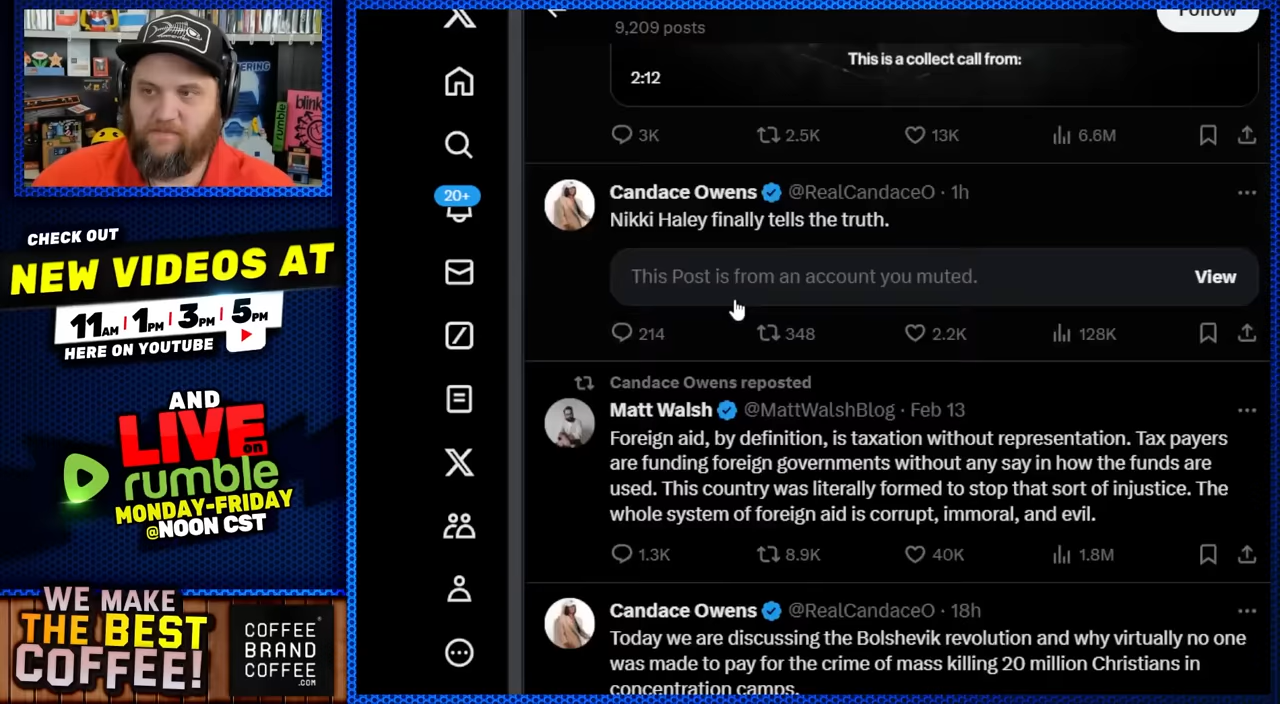 CHECK OUT
NEW VIDEOS AT
11AM | 1PM | 3PM | 5PM
HERE ON YOUTUBE
AND
LIVE on
rumble
MONDAY-FRIDAY
@NOON CST
WE MAKE
THE BEST
COFFEE!
COFFEE
BRAND
COFFEE
.COM
rumble
blink
20+
9,209 posts
Follow
This is a collect call from:
2:12
3K 2.5K 13K 6.6M
Candace Owens @RealCandaceO · 1h
Nikki Haley finally tells the truth.
This Post is from an account you muted. View
214 348 2.2K 128K
Candace Owens reposted
Matt Walsh @MattWalshBlog · Feb 13
Foreign aid, by definition, is taxation without representation. Tax payers
are funding foreign governments without any say in how the funds are
used. This country was literally formed to stop that sort of injustice. The
whole system of foreign aid is corrupt, immoral, and evil.
1.3K 8.9K 40K 1.8M
Candace Owens @RealCandaceO · 18h
Today we are discussing the Bolshevik revolution and why virtually no one
was made to pay for the crime of mass killing 20 million Christians in
concentration camps.